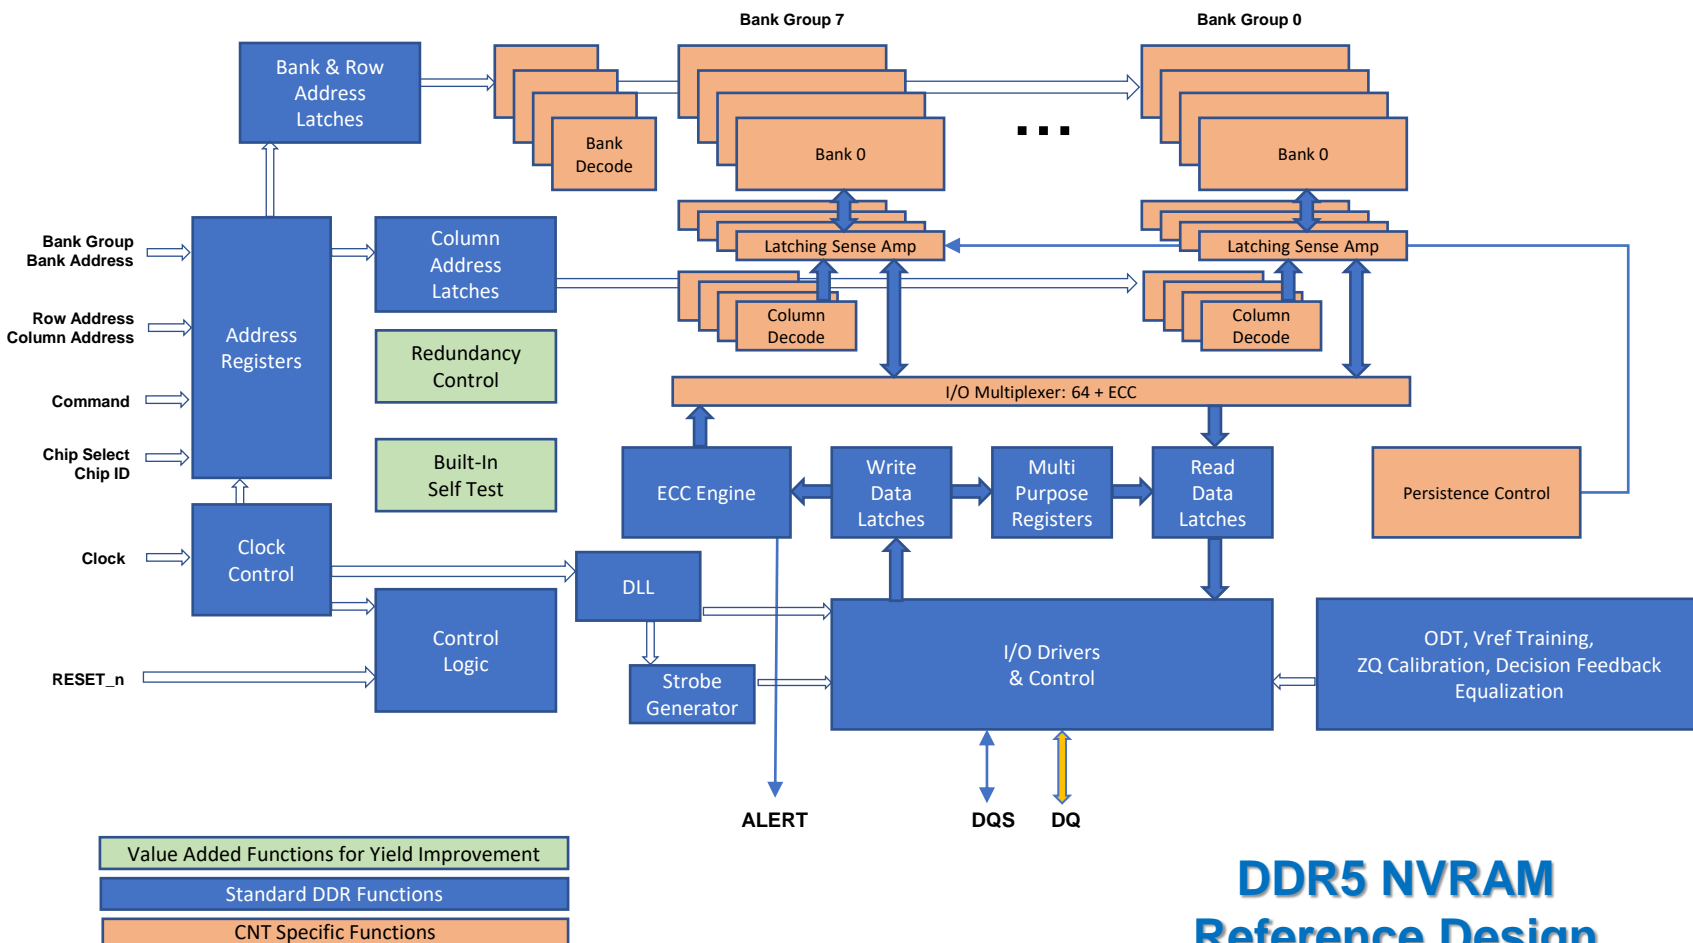 Bank Group 7
Bank Group 0
Bank & Row
Address
Latches
Bank
Decode
Bank 0
...
Bank 0
Bank Group
Bank Address
Column
Address
Latches
Latching Sense Amp
Latching Sense Amp
Row Address
Column Address
Address
Registers
Column
Decode
Column
Decode
Redundancy
Control
I/O Multiplexer: 64 + ECC
Command
Chip Select
Chip ID
Built-In
Self Test
ECC Engine
Write
Data
Latches
Multi
Purpose
Registers
Read
Data
Latches
Persistence Control
Clock
Clock
Control
DLL
Control
Logic
I/O Drivers
& Control
ODT, Vref Training,
ZQ Calibration, Decision Feedback
Equalization
RESET_n
Strobe
Generator
ALERT
DQS
DQ
Value Added Functions for Yield Improvement
Standard DDR Functions
CNT Specific Functions
DDR5 NVRAM
Reference Design